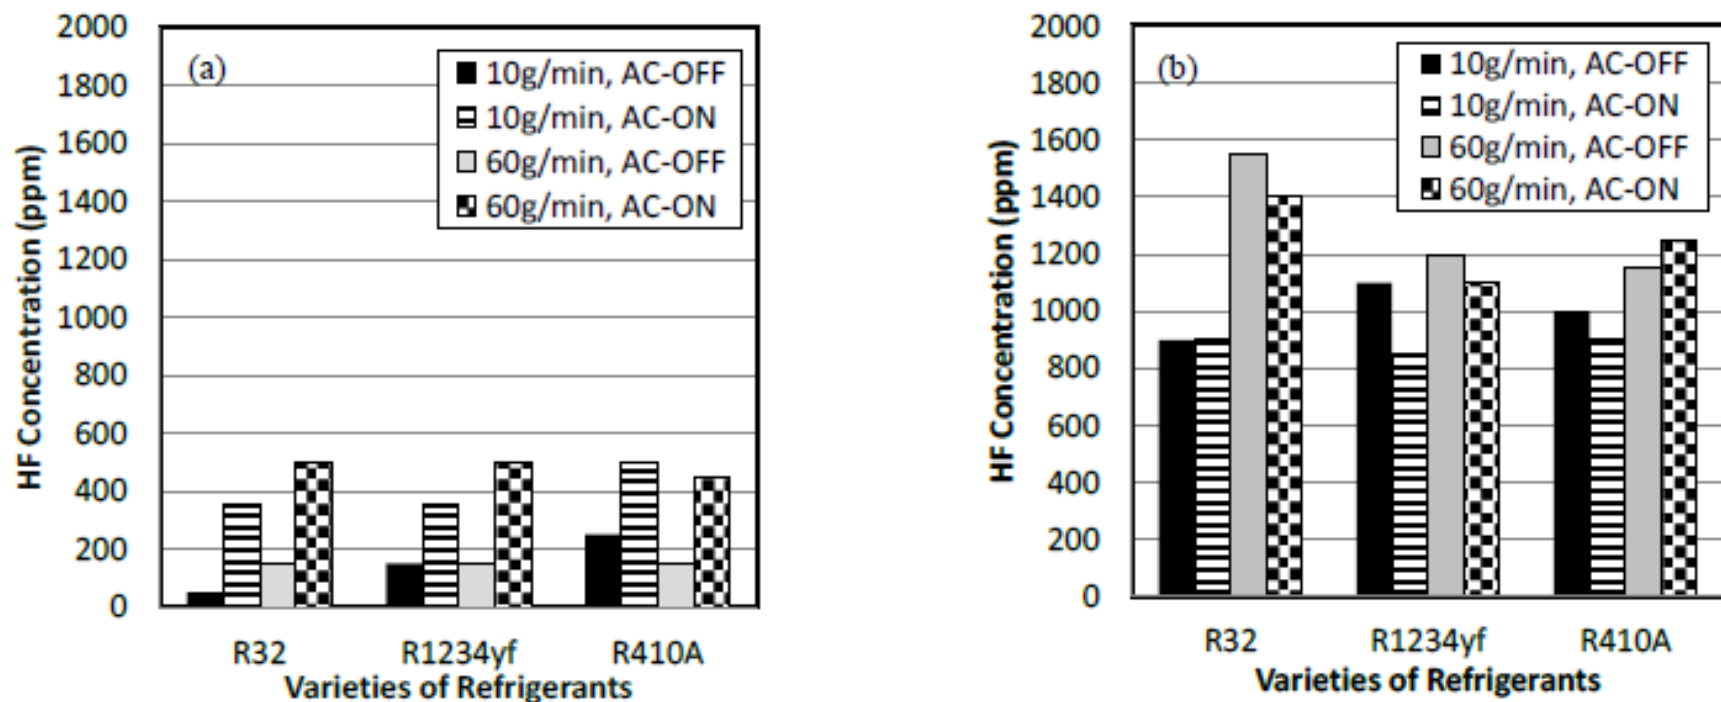 (a)
10g/min, AC-OFF
10g/min, AC-ON
60g/min, AC-OFF
60g/min, AC-ON
HF Concentration (ppm)
2000
1800
1600
1400
1200
1000
800
600
400
200
0
R32 R1234yf R410A
Varieties of Refrigerants
(b)
10g/min, AC-OFF
10g/min, AC-ON
60g/min, AC-OFF
60g/min, AC-ON
HF Concentration (ppm)
2000
1800
1600
1400
1200
1000
800
600
400
200
0
R32 R1234yf R410A
Varieties of Refrigerants